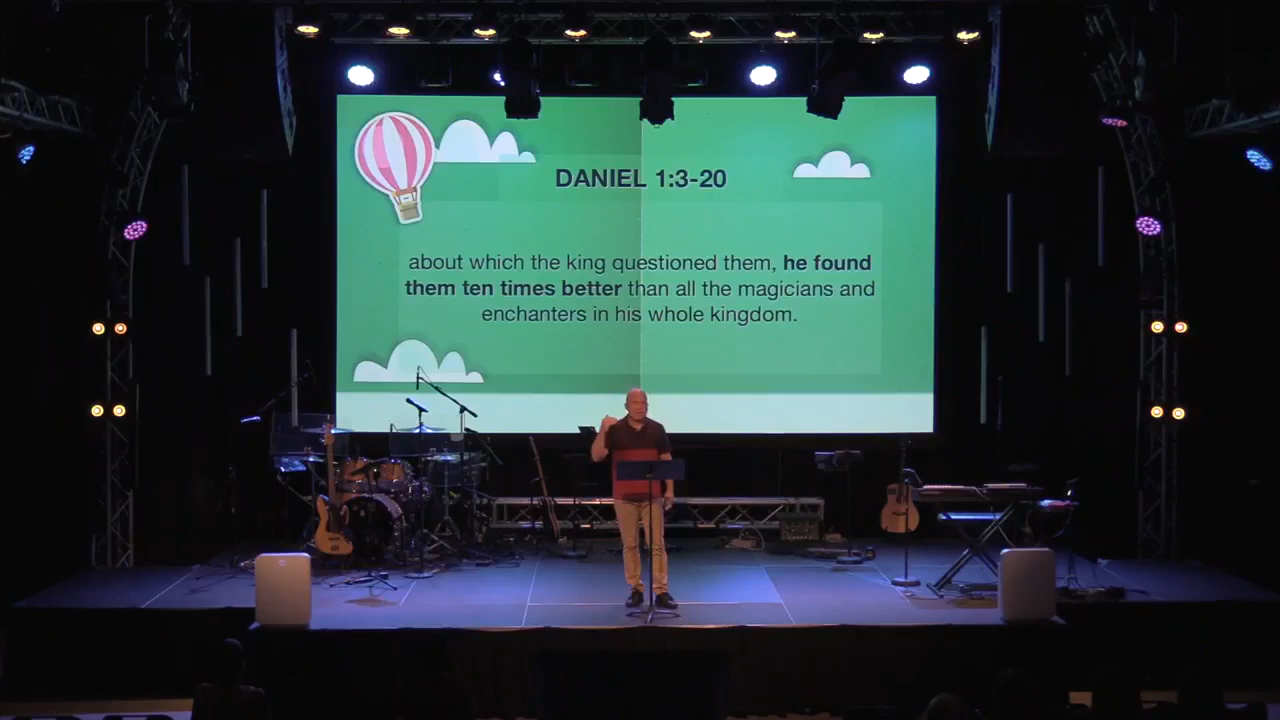 DANIEL 1:3-20
about which the king questioned them, he found
them ten times better than all the magicians and
enchanters in his whole kingdom.